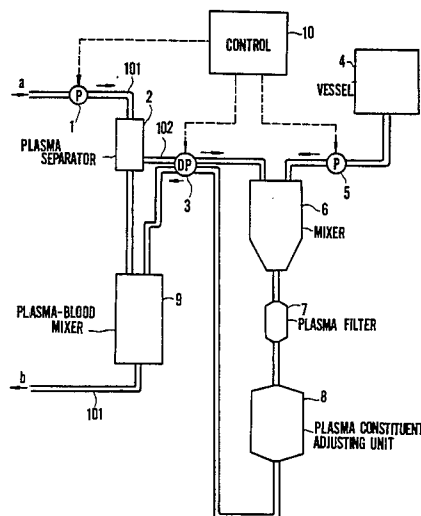 10
CONTROL
4
VESSEL
a
P
1
101
2
PLASMA
SEPARATOR
102
DP
3
P
5
6
MIXER
7
PLASMA FILTER
9
PLASMA-BLOOD
MIXER
8
PLASMA CONSTITUENT
ADJUSTING UNIT
b
101